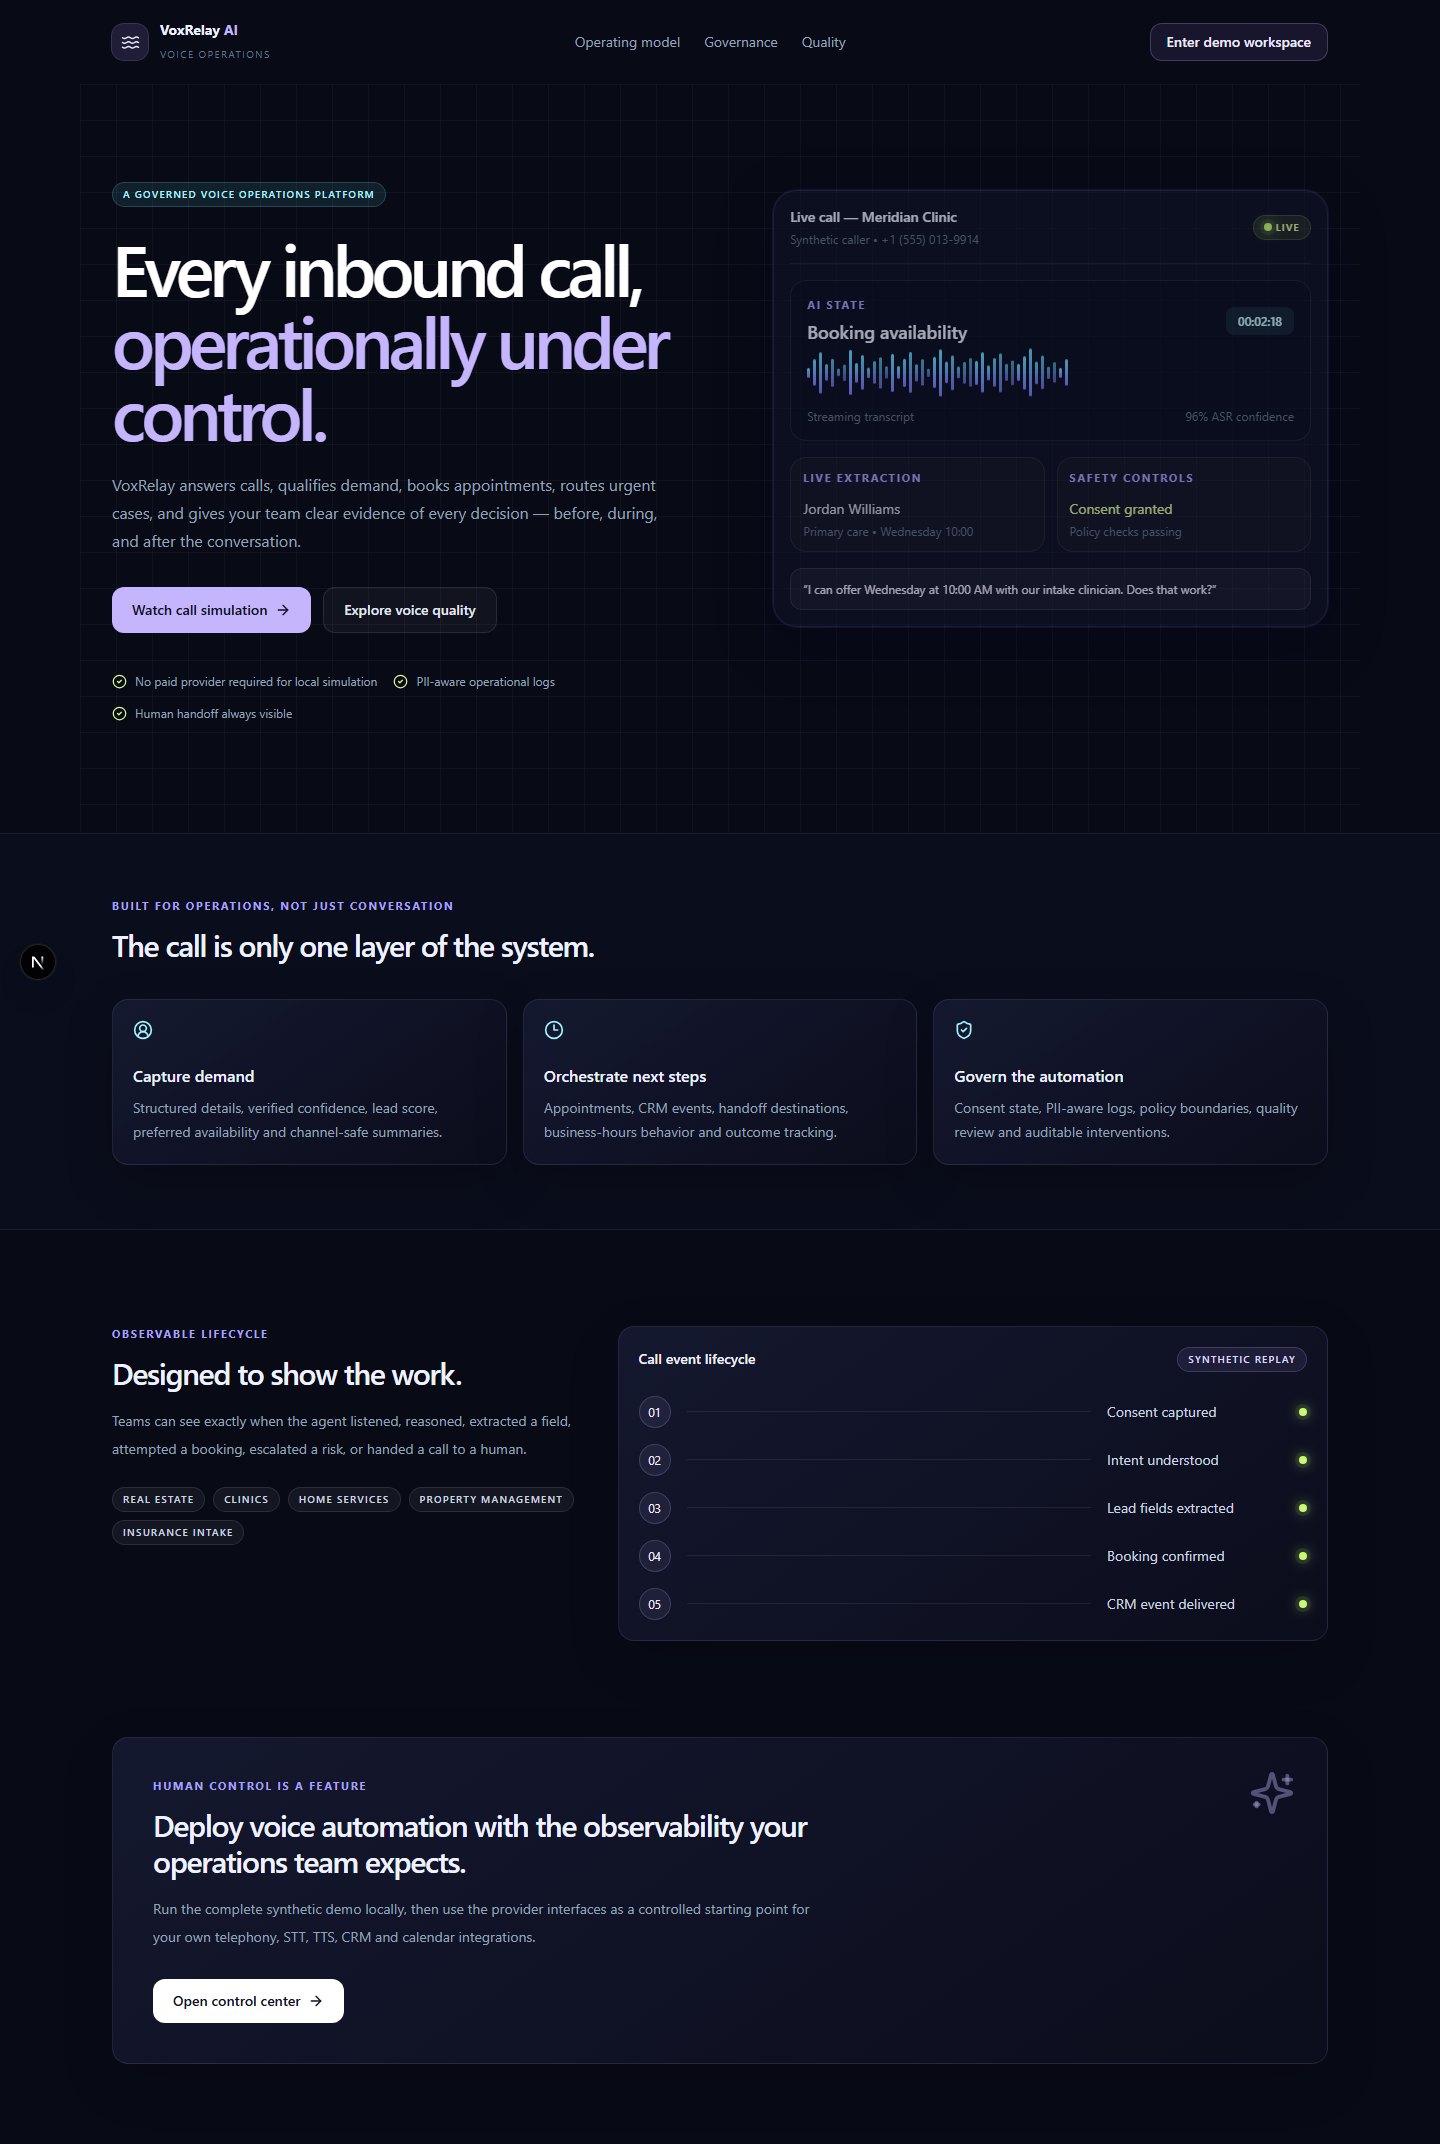 VoxRelay AI
VOICE OPERATIONS
Operating model
Governance
Quality
Enter demo workspace
A GOVERNED VOICE OPERATIONS PLATFORM
Every inbound call,
operationally under
control.
VoxRelay answers calls, qualifies demand, books appointments, routes urgent
cases, and gives your team clear evidence of every decision — before, during,
and after the conversation.
Watch call simulation
Explore voice quality
No paid provider required for local simulation
PII-aware operational logs
Human handoff always visible
Live call — Meridian Clinic
Synthetic caller • +1 (555) 013-9914
LIVE
AI STATE
Booking availability
00:02:18
Streaming transcript
96% ASR confidence
LIVE EXTRACTION
Jordan Williams
Primary care • Wednesday 10:00
SAFETY CONTROLS
Consent granted
Policy checks passing
“I can offer Wednesday at 10:00 AM with our intake clinician. Does that work?”
BUILT FOR OPERATIONS, NOT JUST CONVERSATION
The call is only one layer of the system.
N
Capture demand
Structured details, verified confidence, lead score,
preferred availability and channel-safe summaries.
Orchestrate next steps
Appointments, CRM events, handoff destinations,
business-hours behavior and outcome tracking.
Govern the automation
Consent state, PII-aware logs, policy boundaries, quality
review and auditable interventions.
OBSERVABLE LIFECYCLE
Designed to show the work.
Teams can see exactly when the agent listened, reasoned, extracted a field,
attempted a booking, escalated a risk, or handed a call to a human.
REAL ESTATE
CLINICS
HOME SERVICES
PROPERTY MANAGEMENT
INSURANCE INTAKE
Call event lifecycle
SYNTHETIC REPLAY
01 Consent captured
02 Intent understood
03 Lead fields extracted
04 Booking confirmed
05 CRM event delivered
HUMAN CONTROL IS A FEATURE
Deploy voice automation with the observability your
operations team expects.
Run the complete synthetic demo locally, then use the provider interfaces as a controlled starting point for
your own telephony, STT, TTS, CRM and calendar integrations.
Open control center